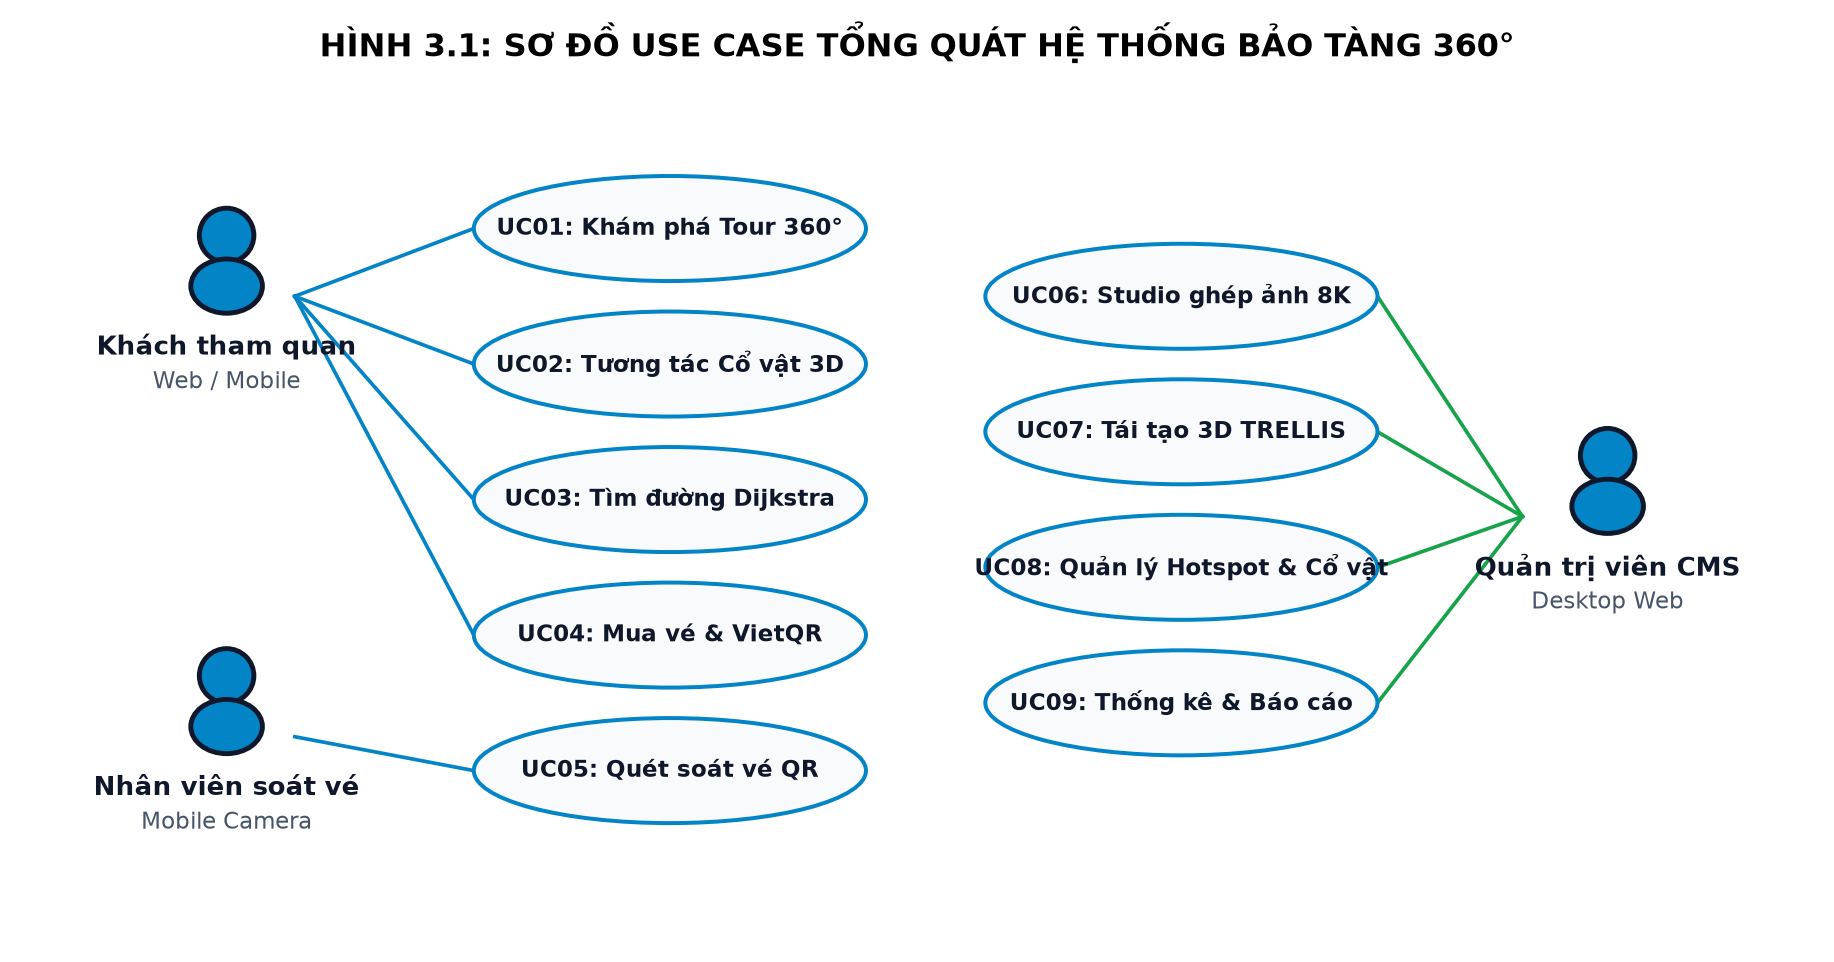 HÌNH 3.1: SƠ ĐỒ USE CASE TỔNG QUÁT HỆ THỐNG BẢO TÀNG 360°
Khách tham quan
Web / Mobile
Nhân viên soát vé
Mobile Camera
UC01: Khám phá Tour 360°
UC02: Tương tác Cổ vật 3D
UC03: Tìm đường Dijkstra
UC04: Mua vé & VietQR
UC05: Quét soát vé QR
UC06: Studio ghép ảnh 8K
UC07: Tái tạo 3D TRELLIS
UC08: Quản lý Hotspot & Cổ vật
UC09: Thống kê & Báo cáo
Quản trị viên CMS
Desktop Web